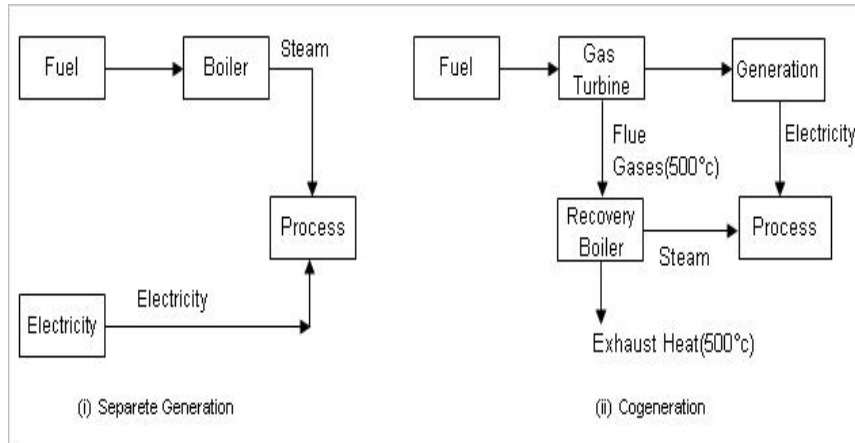 Steam
Fuel
Boiler
Process
Electricity
Electricity
(i) Separete Generation
Fuel
Gas
Turbine
Generation
Flue
Gases(500°c)
Electricity
Recovery
Boiler
Steam
Process
Exhaust Heat(500°c)
(ii) Cogeneration